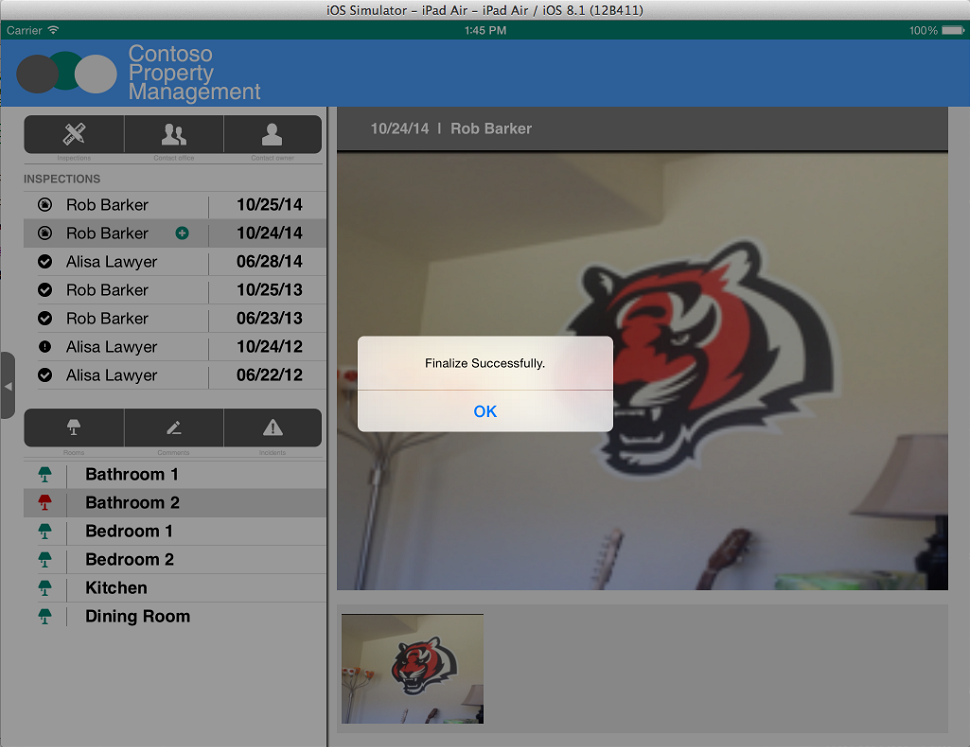 iOS Simulator - iPad Air - iPad Air / iOS 8.1 (12B411)
Carrier 1:45 PM 100%
Contoso
Property
Management
Inspections Contact office Contact owner
INSPECTIONS
Rob Barker 10/25/14
Rob Barker 10/24/14
Alisa Lawyer 06/28/14
Rob Barker 10/25/13
Rob Barker 06/23/13
Alisa Lawyer 10/24/12
Alisa Lawyer 06/22/12
Rooms Comments Incidents
Bathroom 1
Bathroom 2
Bedroom 1
Bedroom 2
Kitchen
Dining Room
10/24/14 | Rob Barker
Finalize Successfully.
OK